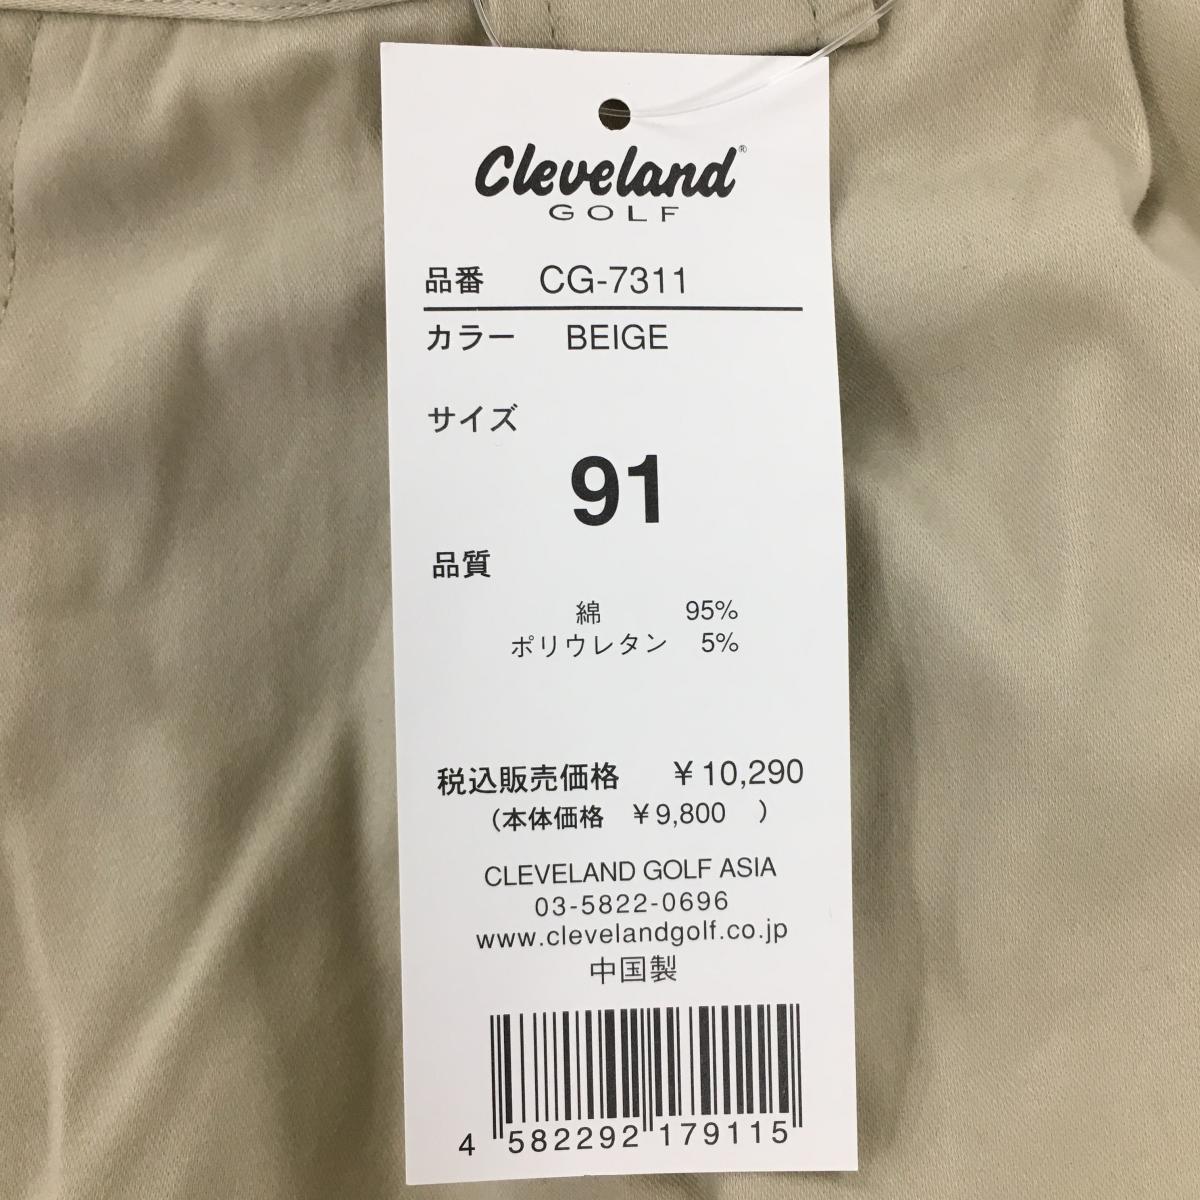 Cleveland®
GOLF
品番 CG-7311
カラー BEIGE
サイズ
91
品質
綿 95%
ポリウレタン 5%
税込販売価格 ￥10,290
(本体価格 ￥9,800 )
CLEVELAND GOLF ASIA
03-5822-0696
www.clevelandgolf.co.jp
中国製
4 582292 179115